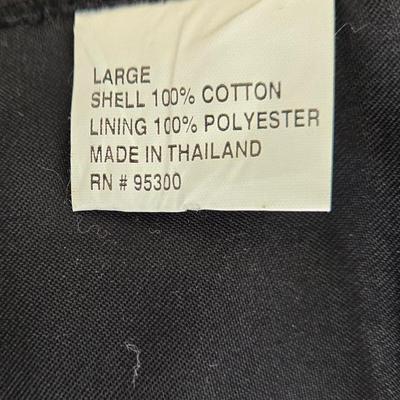 LARGE
SHELL 100% COTTON
LINING 100% POLYESTER
MADE IN THAILAND
RN # 95300